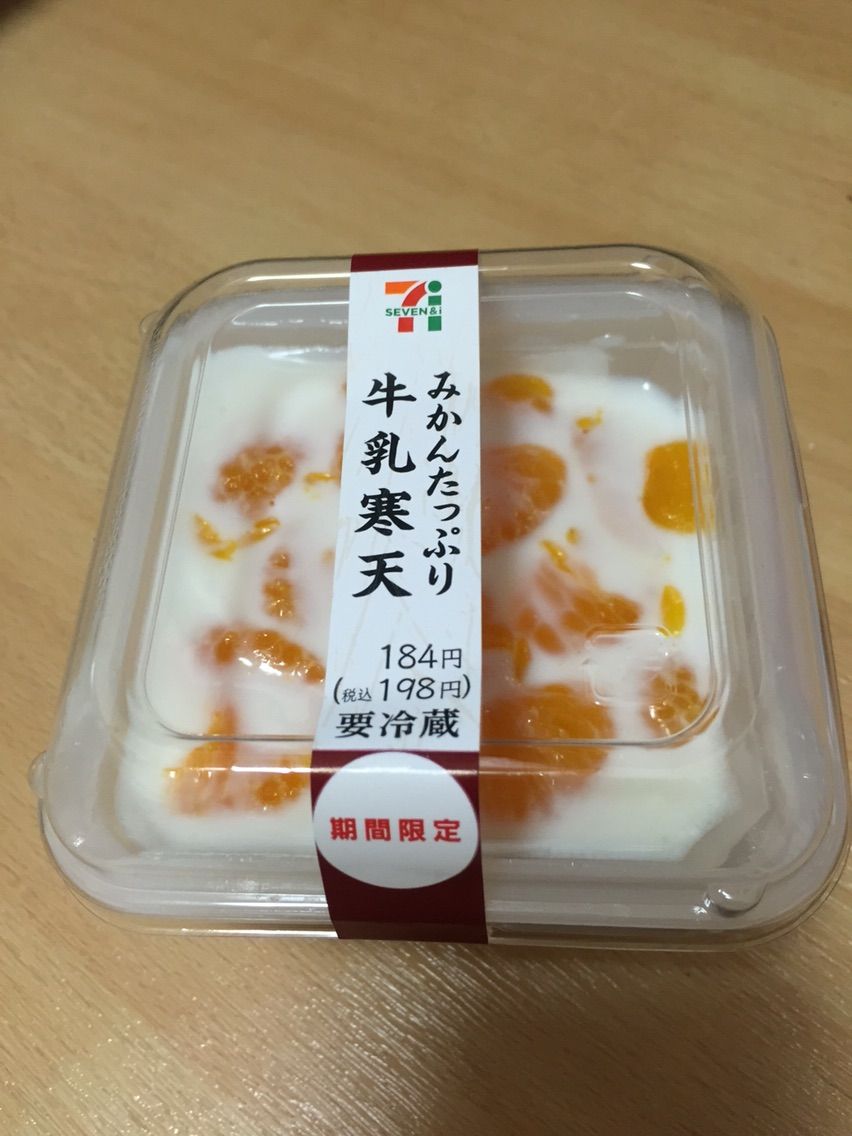 SEVEN&i
みかんたっぷり
牛乳寒天
184円
(税込198円)
要冷蔵
期間限定